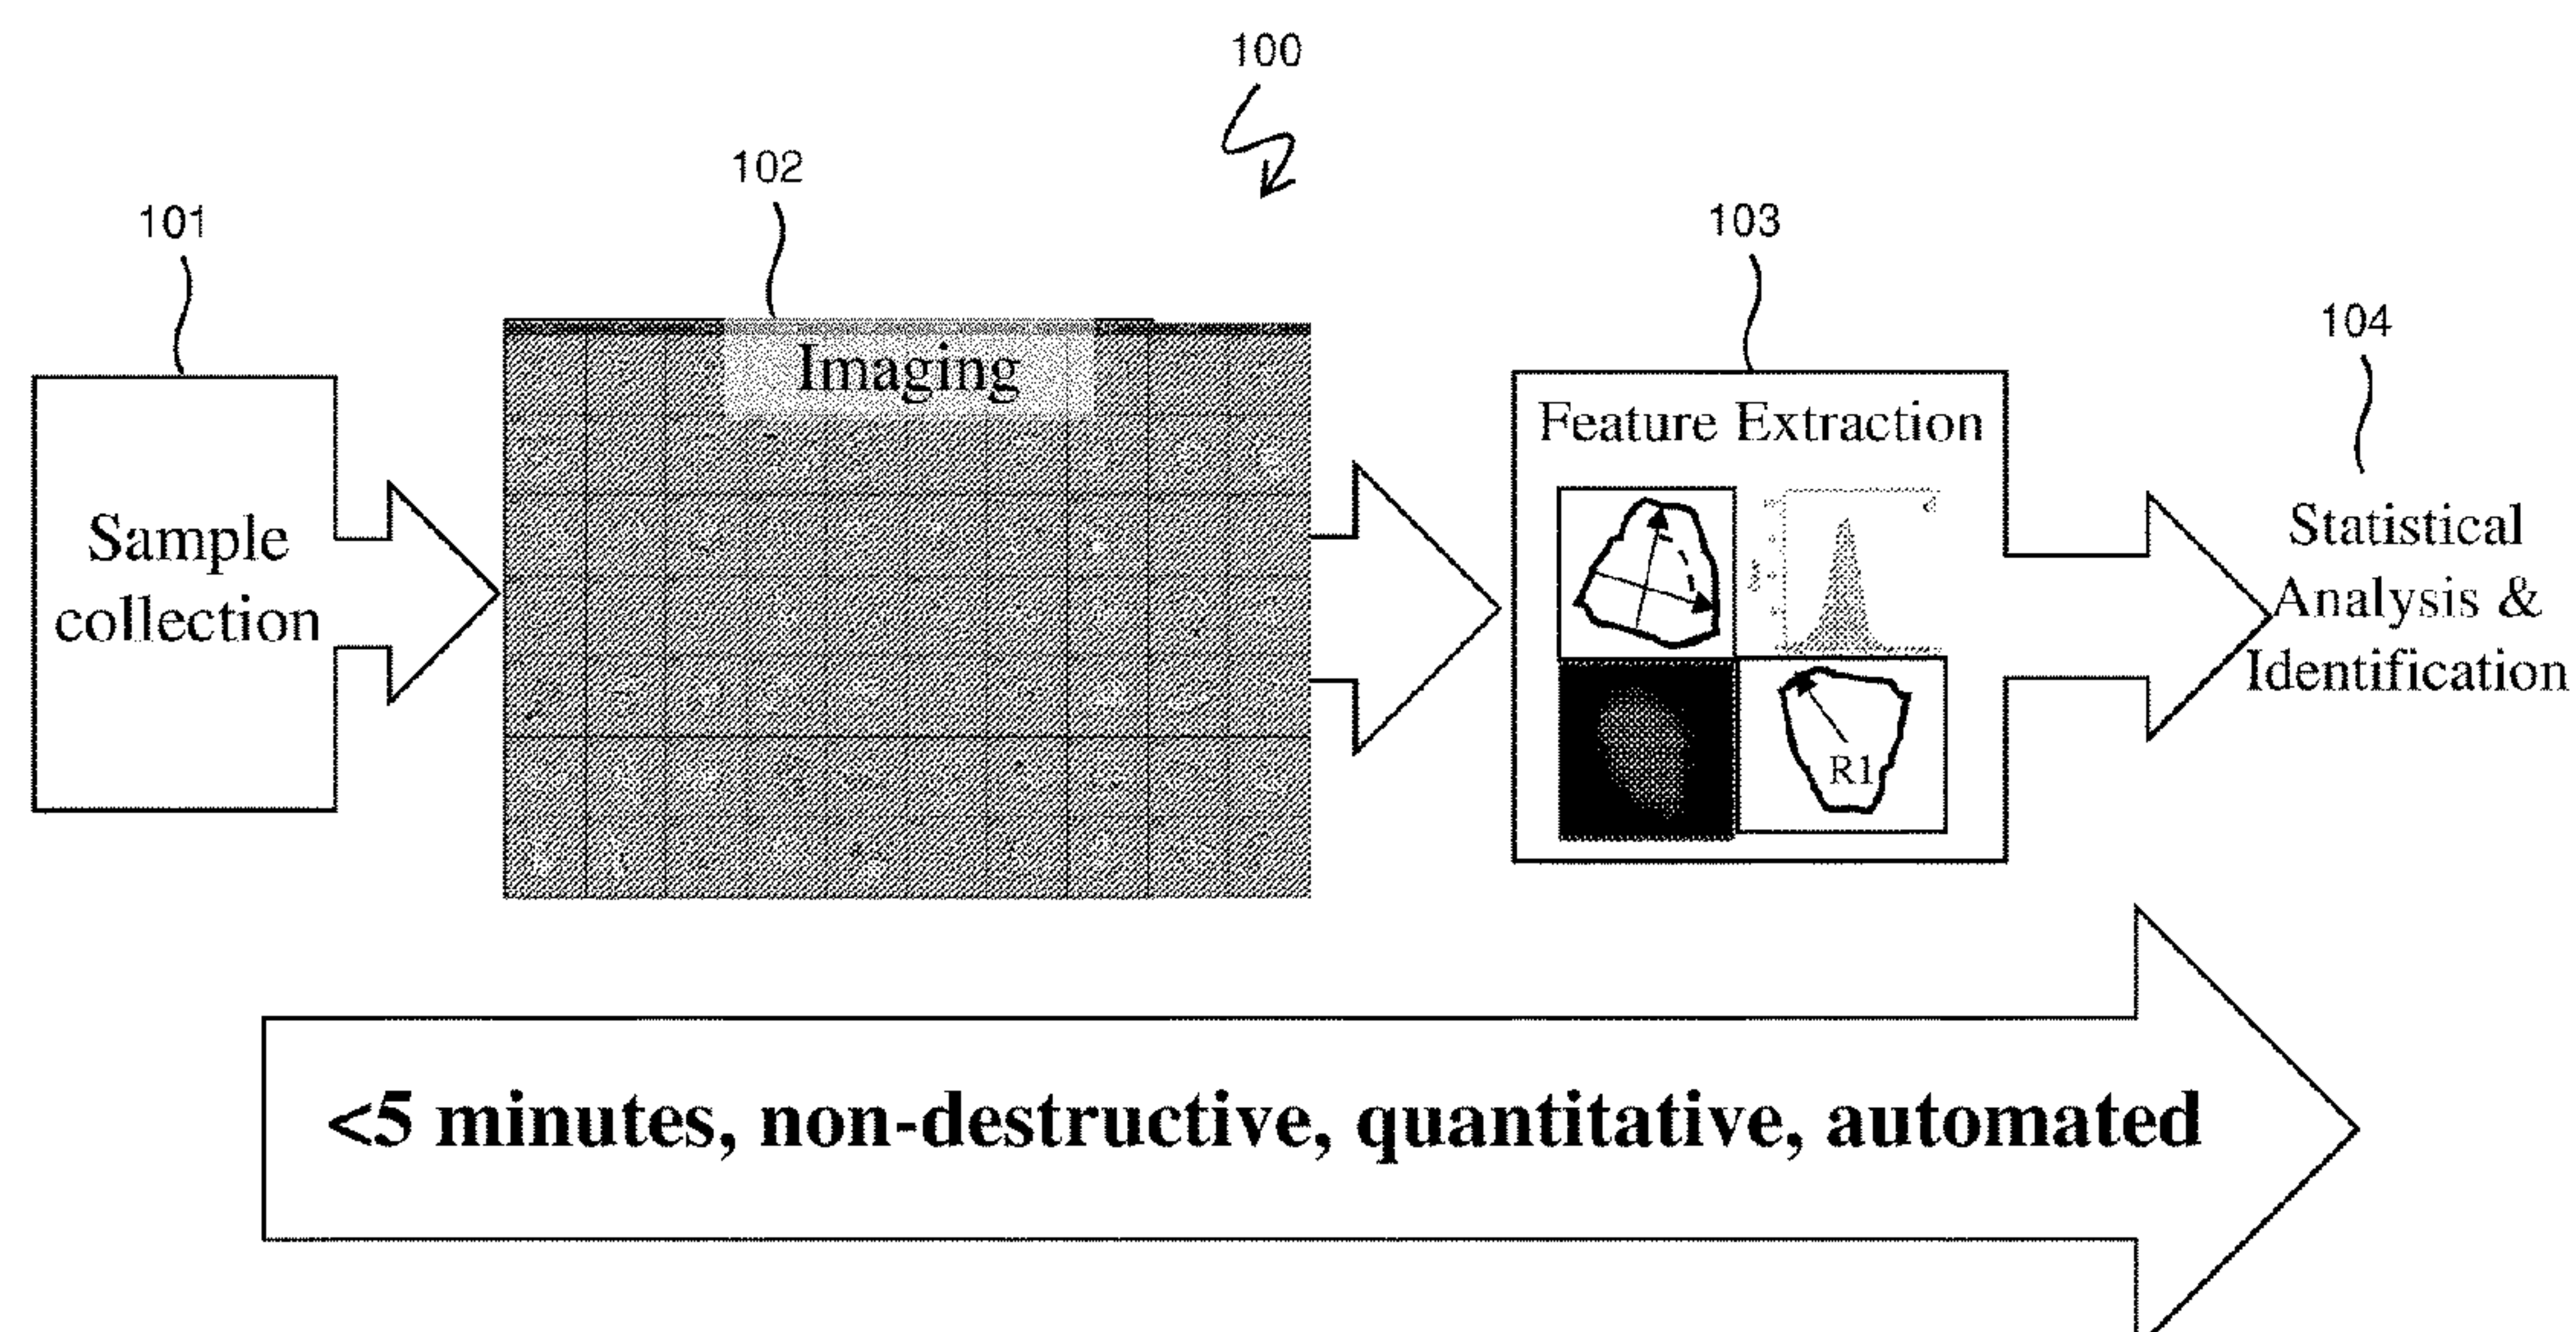 100
102
101
103
104
Imaging
Feature Extraction
Sample
collection
Statistical
Analysis &
Identification
R1
<5 minutes, non-destructive, quantitative, automated